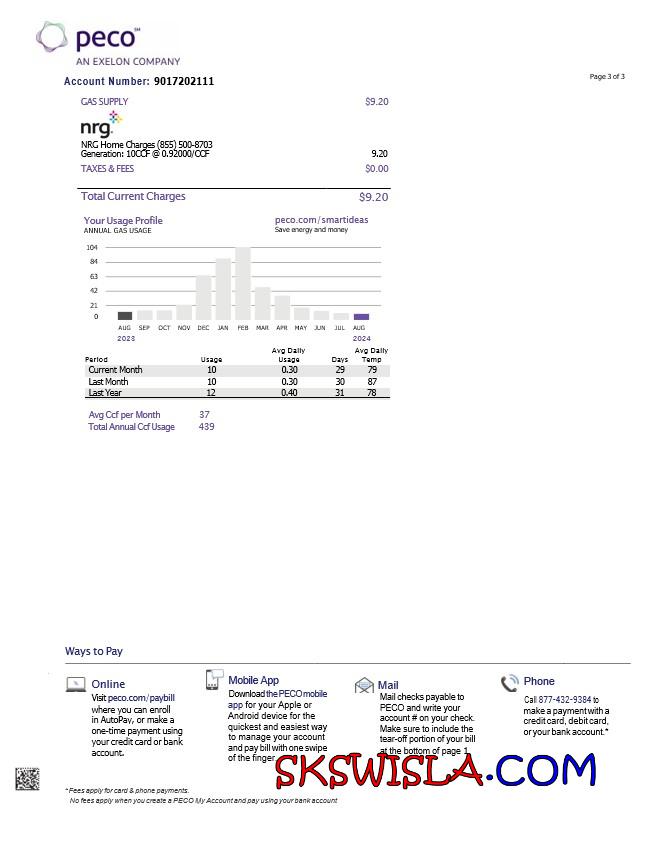 peco℠
AN EXELON COMPANY
Account Number: 9017202111
Page 3 of 3
GAS SUPPLY $9.20
nrg
NRG Home Charges (855) 500-8703
Generation: 10CCF @ 0.92000/CCF 9.20
TAXES & FEES $0.00
Total Current Charges $9.20
Your Usage Profile peco.com/smartideas
ANNUAL GAS USAGE Save energy and money
104
84
63
42
21
0
AUG SEP OCT NOV DEC JAN FEB MAR APR MAY JUN JUL AUG
2023 2024
Period Usage Avg Daily Usage Days Avg Daily Temp
Current Month 10 0.30 29 79
Last Month 10 0.30 30 87
Last Year 12 0.40 31 78
Avg Ccf per Month 37
Total Annual Ccf Usage 439
Ways to Pay
Online
Visit peco.com/paybill
where you can enroll
in AutoPay, or make a
one-time payment using
your credit card or bank
account.
Mobile App
Download the PECO mobile
app for your Apple or
Android device for the
quickest and easiest way
to manage your account
and pay bill with one swipe
of the finger.
Mail
Mail checks payable to
PECO and write your
account # on your check.
Make sure to include the
tear-off portion of your bill
at the bottom of page 1
Phone
Call 877-432-9384 to
make a payment with a
credit card, debit card,
or your bank account.*
SKSWISLA.COM
*Fees apply for card & phone payments.
No fees apply when you create a PECO My Account and pay using your bank account